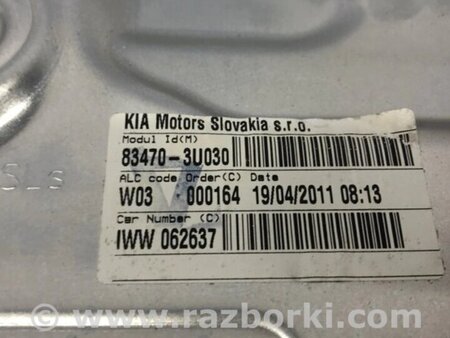 KIA Motors Slovakia s.r.o.
Modul Id(M)
83470-3U030
ALC code Order(C) Date
W03 000164 19/04/2011 08:13
Car Number (C)
IWW 062637
www.razborki.com